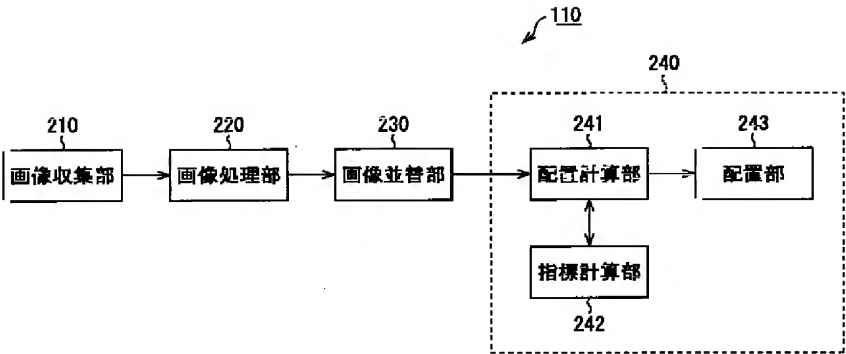 110
240
210
220
230
241
243
画像収集部
画像処理部
画像並替部
配置計算部
配置部
指標計算部
242